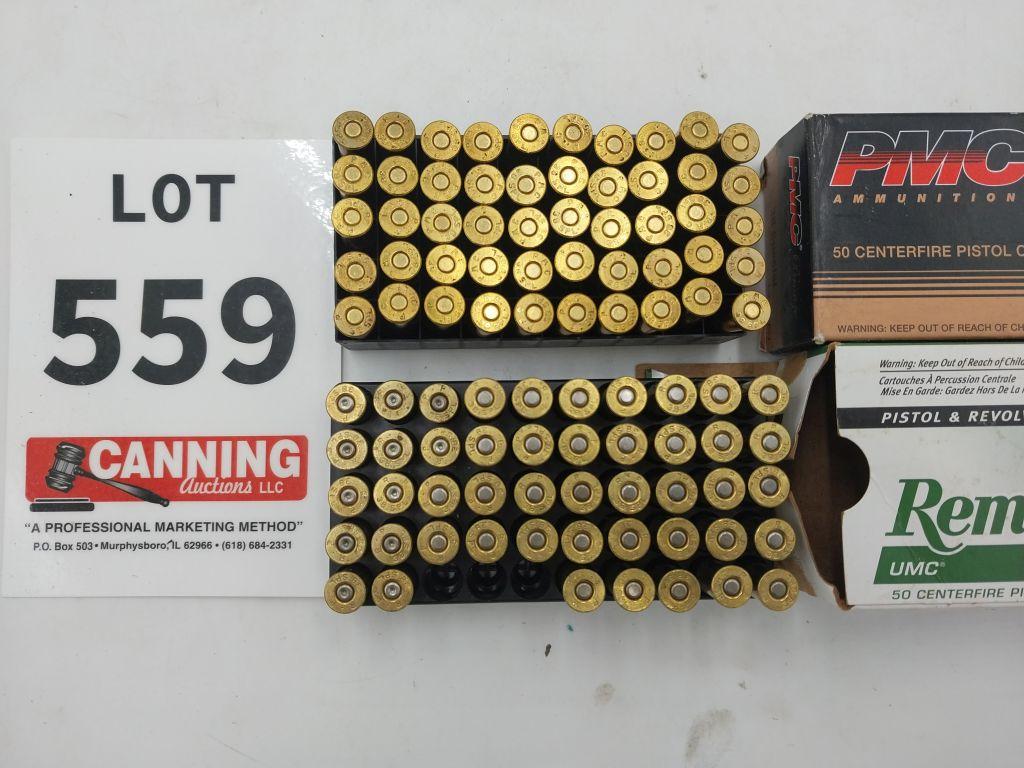 LOT
559
CANNING
Auctions LLC
"A PROFESSIONAL MARKETING METHOD"
P.O. Box 503 • Murphysboro, IL 62966 • (618) 684-2331
PMC
PMC
AMMUNITION
50 CENTERFIRE PISTOL C
WARNING: KEEP OUT OF REACH OF CH
Warning: Keep Out of Reach of Child
Cartouches À Percussion Centrale
Mise En Garde: Gardez Hors De La
PISTOL & REVOL
Rem
UMC®
50 CENTERFIRE PI